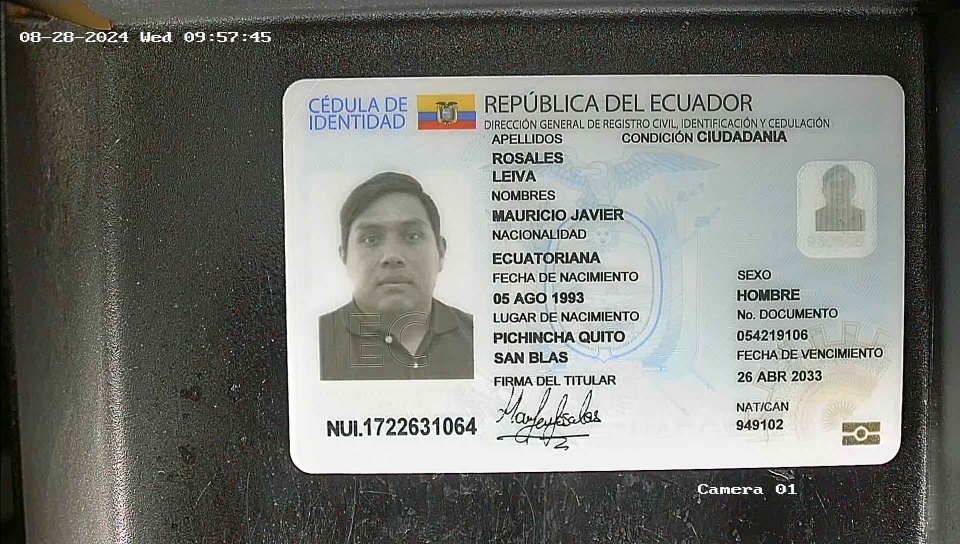 08-28-2024 Wed 09:57:45
CÉDULA DE
IDENTIDAD
REPÚBLICA DEL ECUADOR
DIRECCIÓN GENERAL DE REGISTRO CIVIL, IDENTIFICACIÓN Y CEDULACIÓN
APELLIDOS
CONDICIÓN CIUDADANIA
ROSALES
LEIVA
NOMBRES
MAURICIO JAVIER
NACIONALIDAD
ECUATORIANA
FECHA DE NACIMIENTO
05 AGO 1993
LUGAR DE NACIMIENTO
PICHINCHA QUITO
SAN BLAS
FIRMA DEL TITULAR
SEXO
HOMBRE
No. DOCUMENTO
054219106
FECHA DE VENCIMIENTO
26 ABR 2033
NAT/CAN
949102
EC
NUI.1722631064
Camera 01